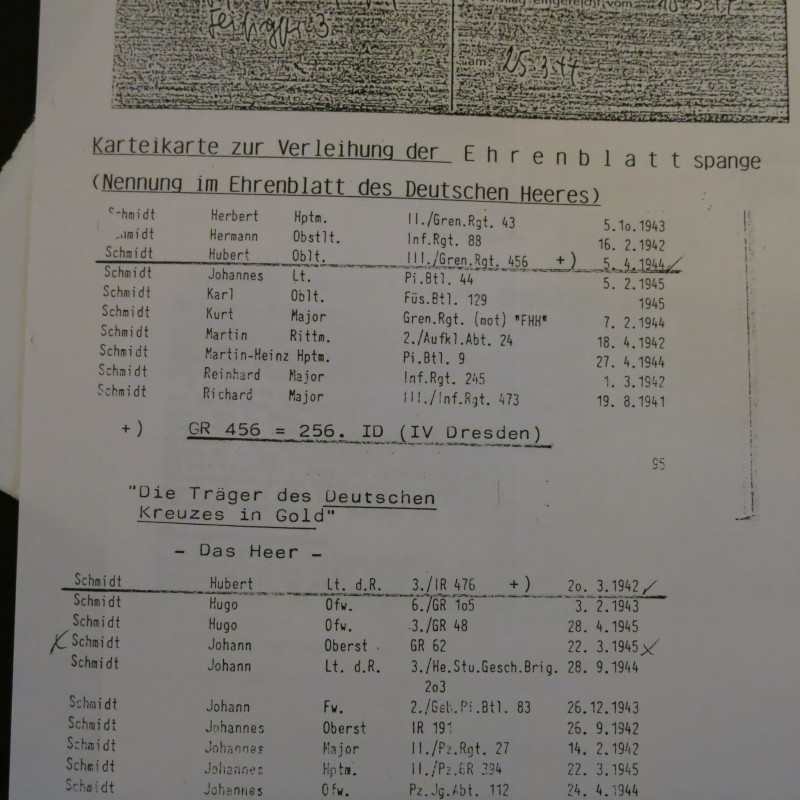 25.3.44
Karteikarte zur Verleihung der Ehrenblattspange
(Nennung im Ehrenblatt des Deutschen Heeres)
Schmidt Herbert Hptm. II./Gren.Rgt. 43 5.1o.1943
Schmidt Hermann Obstlt. Inf.Rgt. 88 16. 2.1942
Schmidt Hubert Oblt. III./Gren.Rgt. 456 +) 5. 4.1944
Schmidt Johannes Lt. Pi.Btl. 44 5. 2.1945
Schmidt Karl Oblt. Füs.Btl. 129 1945
Schmidt Kurt Major Gren.Rgt. (mot) "FHH" 7. 2.1944
Schmidt Martin Rittm. 2./Aufkl.Abt. 24 18. 4.1942
Schmidt Martin-Heinz Hptm. Pi.Btl. 9 27. 4.1944
Schmidt Reinhard Major Inf.Rgt. 245 1. 3.1942
Schmidt Richard Major III./Inf.Rgt. 473 19. 8.1941
+) GR 456 = 256. ID (IV Dresden)
95
"Die Träger des Deutschen
Kreuzes in Gold"
- Das Heer -
Schmidt Hubert Lt. d.R. 3./IR 476 +) 2o. 3.1942
Schmidt Hugo Ofw. 6./GR 1o5 3. 2.1943
Schmidt Hugo Ofw. 3./GR 48 28. 4.1945
Schmidt Johann Oberst GR 62 22. 3.1945
Schmidt Johann Lt. d.R. 3./He.Stu.Gesch.Brig. 28. 9.1944
2o3
Schmidt Johann Fw. 2./Geb.Pi.Btl. 83 26.12.1943
Schmidt Johannes Oberst IR 191 26. 9.1942
Schmidt Johannes Major II./Pz.Rgt. 27 14. 2.1942
Schmidt Johannes Hptm. II./Pz.GR 394 22. 3.1945
Schmidt Johannes Ofw. Pz.Jg.Abt. 112 24. 4.1944